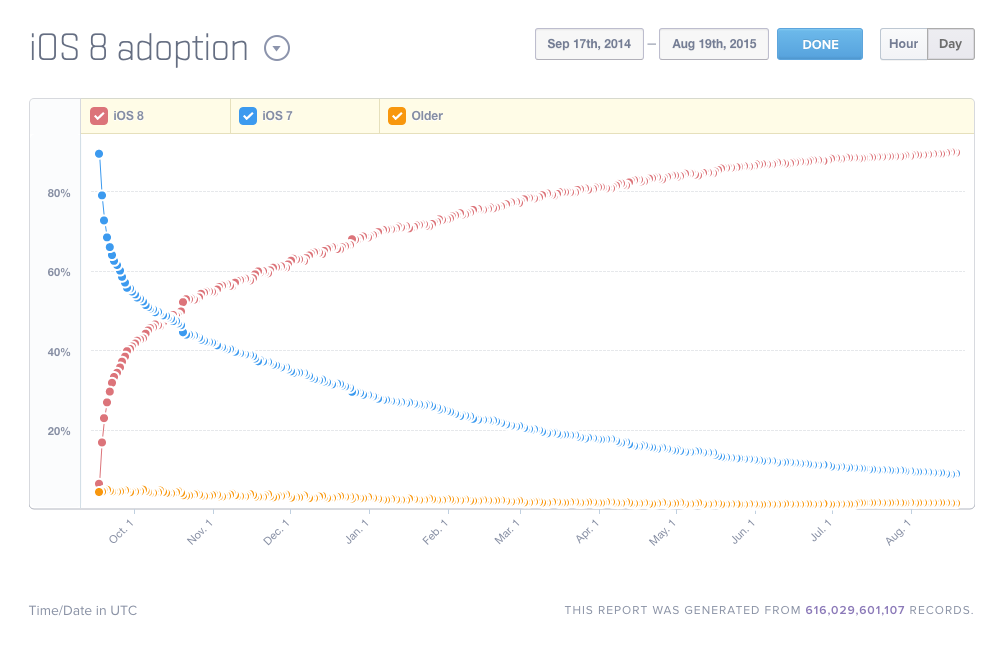 iOS 8 adoption
Sep 17th, 2014 – Aug 19th, 2015 DONE Hour Day
iOS 8 iOS 7 Older
80%
60%
40%
20%
Oct. 1 Nov. 1 Dec. 1 Jan. 1 Feb. 1 Mar. 1 Apr. 1 May. 1 Jun. 1 Jul. 1 Aug. 1
Time/Date in UTC THIS REPORT WAS GENERATED FROM 616,029,601,107 RECORDS.